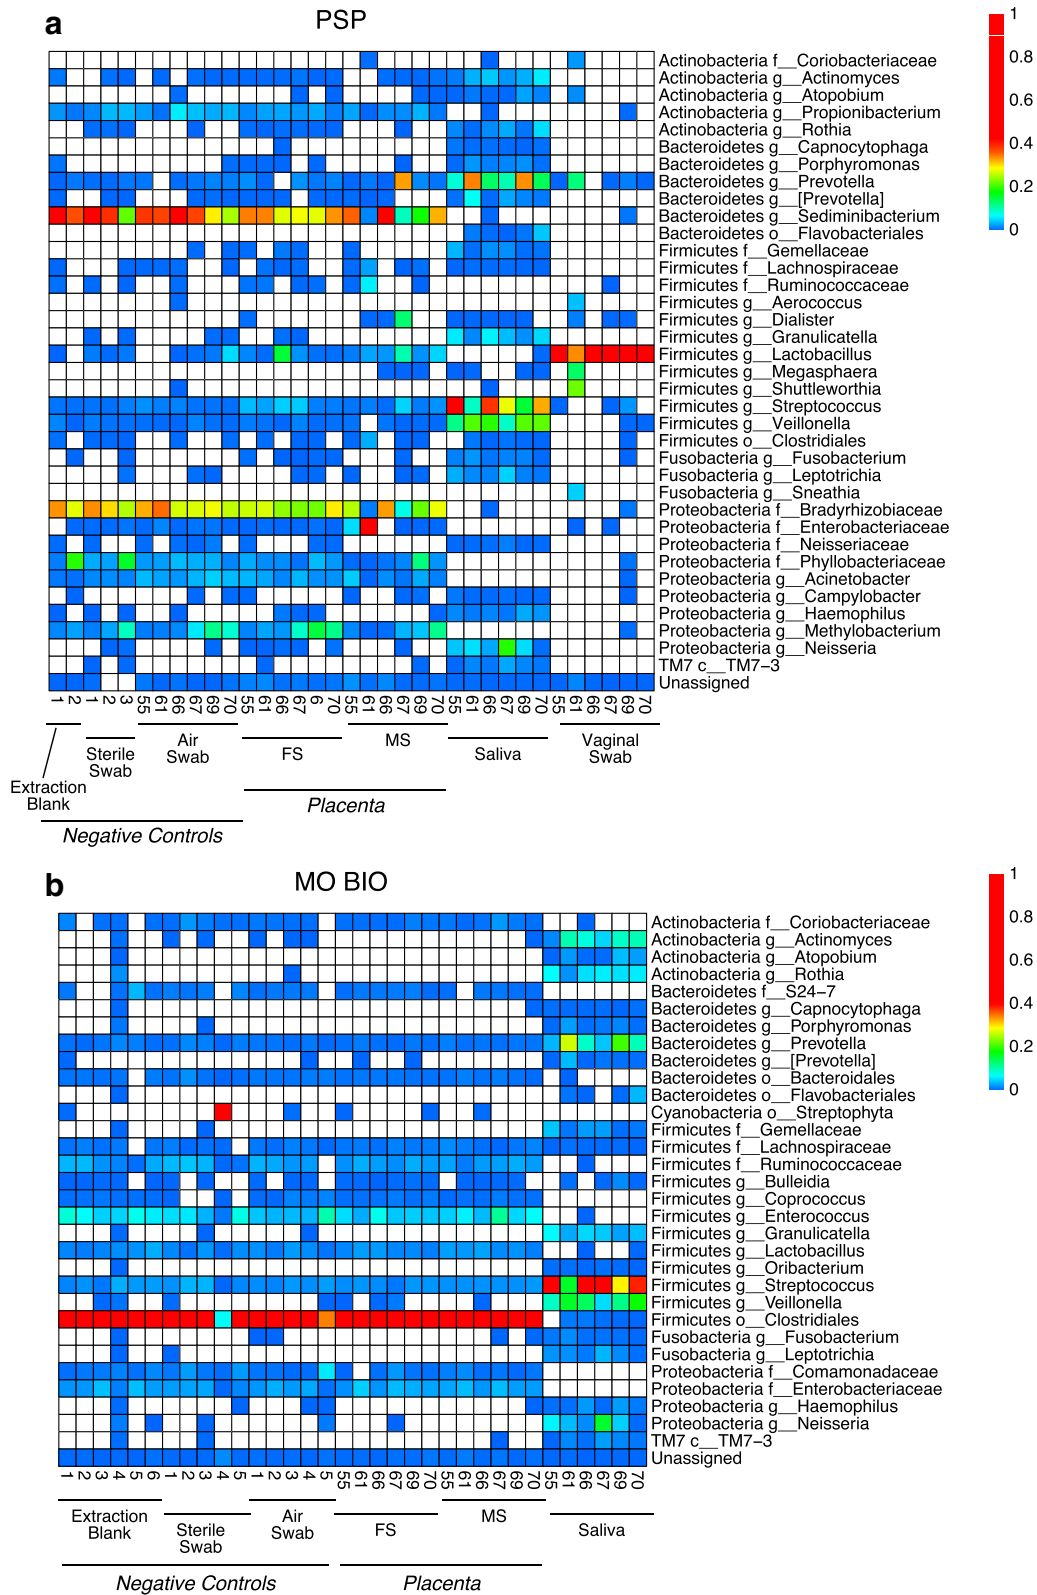 a
PSP
1
0.8
0.6
0.4
0.2
0
Actinobacteria f__Coriobacteriaceae
Actinobacteria g__Actinomyces
Actinobacteria g__Atopobium
Actinobacteria g__Propionibacterium
Actinobacteria g__Rothia
Bacteroidetes g__Capnocytophaga
Bacteroidetes g__Porphyromonas
Bacteroidetes g__Prevotella
Bacteroidetes g__[Prevotella]
Bacteroidetes g__Sediminibacterium
Bacteroidetes o__Flavobacteriales
Firmicutes f__Gemellaceae
Firmicutes f__Lachnospiraceae
Firmicutes f__Ruminococcaceae
Firmicutes g__Aerococcus
Firmicutes g__Dialister
Firmicutes g__Granulicatella
Firmicutes g__Lactobacillus
Firmicutes g__Megasphaera
Firmicutes g__Shuttleworthia
Firmicutes g__Streptococcus
Firmicutes g__Veillonella
Firmicutes o__Clostridiales
Fusobacteria g__Fusobacterium
Fusobacteria g__Leptotrichia
Fusobacteria g__Sneathia
Proteobacteria f__Bradyrhizobiaceae
Proteobacteria f__Enterobacteriaceae
Proteobacteria f__Neisseriaceae
Proteobacteria f__Phyllobacteriaceae
Proteobacteria g__Acinetobacter
Proteobacteria g__Campylobacter
Proteobacteria g__Haemophilus
Proteobacteria g__Methylobacterium
Proteobacteria g__Neisseria
TM7 c__TM7−3
Unassigned
1 2 1 2 3 55 61 66 67 69 70 55 61 66 67 6 70 55 61 66 67 69 70 55 61 66 67 69 70 55 61 66 67 69 70
Extraction Blank
Sterile Swab
Air Swab
FS
MS
Saliva
Vaginal Swab
Placenta
Negative Controls
b
MO BIO
1
0.8
0.6
0.4
0.2
0
Actinobacteria f__Coriobacteriaceae
Actinobacteria g__Actinomyces
Actinobacteria g__Atopobium
Actinobacteria g__Rothia
Bacteroidetes f__S24−7
Bacteroidetes g__Capnocytophaga
Bacteroidetes g__Porphyromonas
Bacteroidetes g__Prevotella
Bacteroidetes g__[Prevotella]
Bacteroidetes o__Bacteroidales
Bacteroidetes o__Flavobacteriales
Cyanobacteria o__Streptophyta
Firmicutes f__Gemellaceae
Firmicutes f__Lachnospiraceae
Firmicutes f__Ruminococcaceae
Firmicutes g__Bulleidia
Firmicutes g__Coprococcus
Firmicutes g__Enterococcus
Firmicutes g__Granulicatella
Firmicutes g__Lactobacillus
Firmicutes g__Oribacterium
Firmicutes g__Streptococcus
Firmicutes g__Veillonella
Firmicutes o__Clostridiales
Fusobacteria g__Fusobacterium
Fusobacteria g__Leptotrichia
Proteobacteria f__Comamonadaceae
Proteobacteria f__Enterobacteriaceae
Proteobacteria g__Haemophilus
Proteobacteria g__Neisseria
TM7 c__TM7−3
Unassigned
1 2 3 4 5 6 1 2 3 4 5 1 2 3 4 5 55 61 66 67 69 70 55 61 66 67 69 70 55 61 66 67 69 70
Extraction Blank
Sterile Swab
Air Swab
FS
MS
Saliva
Negative Controls
Placenta